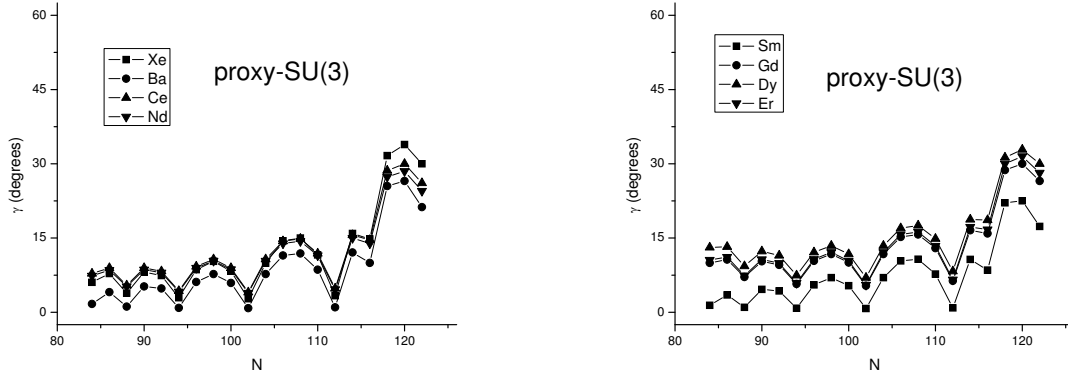 60
45
30
15
0
γ (degrees)
Xe
Ba
Ce
Nd
proxy-SU(3)
80 90 100 110 120
N
60
45
30
15
0
γ (degrees)
Sm
Gd
Dy
Er
proxy-SU(3)
80 90 100 110 120
N